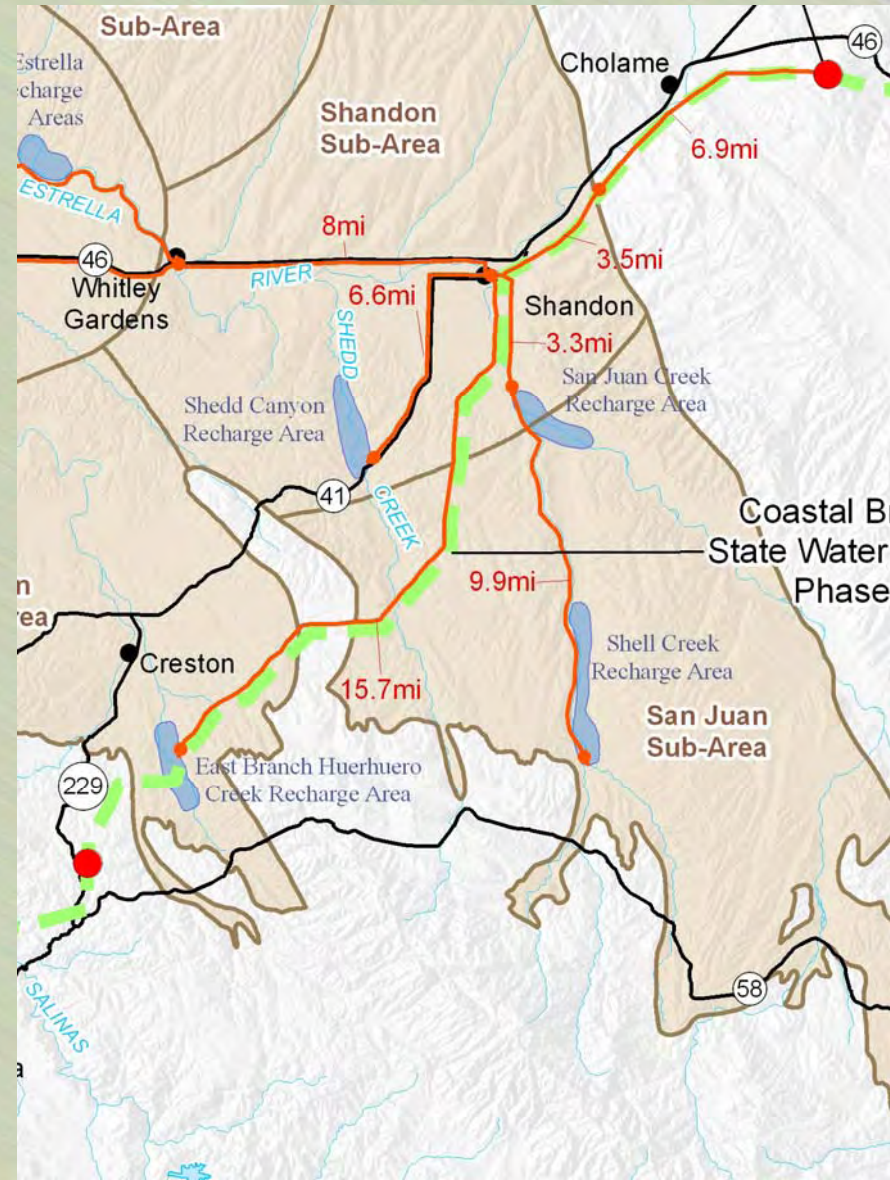 Sub-Area
Estrella
charge
Areas
Shandon
Sub-Area
Cholame
46
6.9mi
ESTRELLA
8mi
3.5mi
46
RIVER
Whitley
Gardens
6.6mi
SHEDD
Shandon
3.3mi
San Juan Creek
Recharge Area
Shedd Canyon
Recharge Area
41
CREEK
Coastal B
State Water
Phase
n
ea
9.9mi
Creston
Shell Creek
Recharge Area
15.7mi
San Juan
Sub-Area
229
East Branch Huerhuero
Creek Recharge Area
58
SALINAS
a